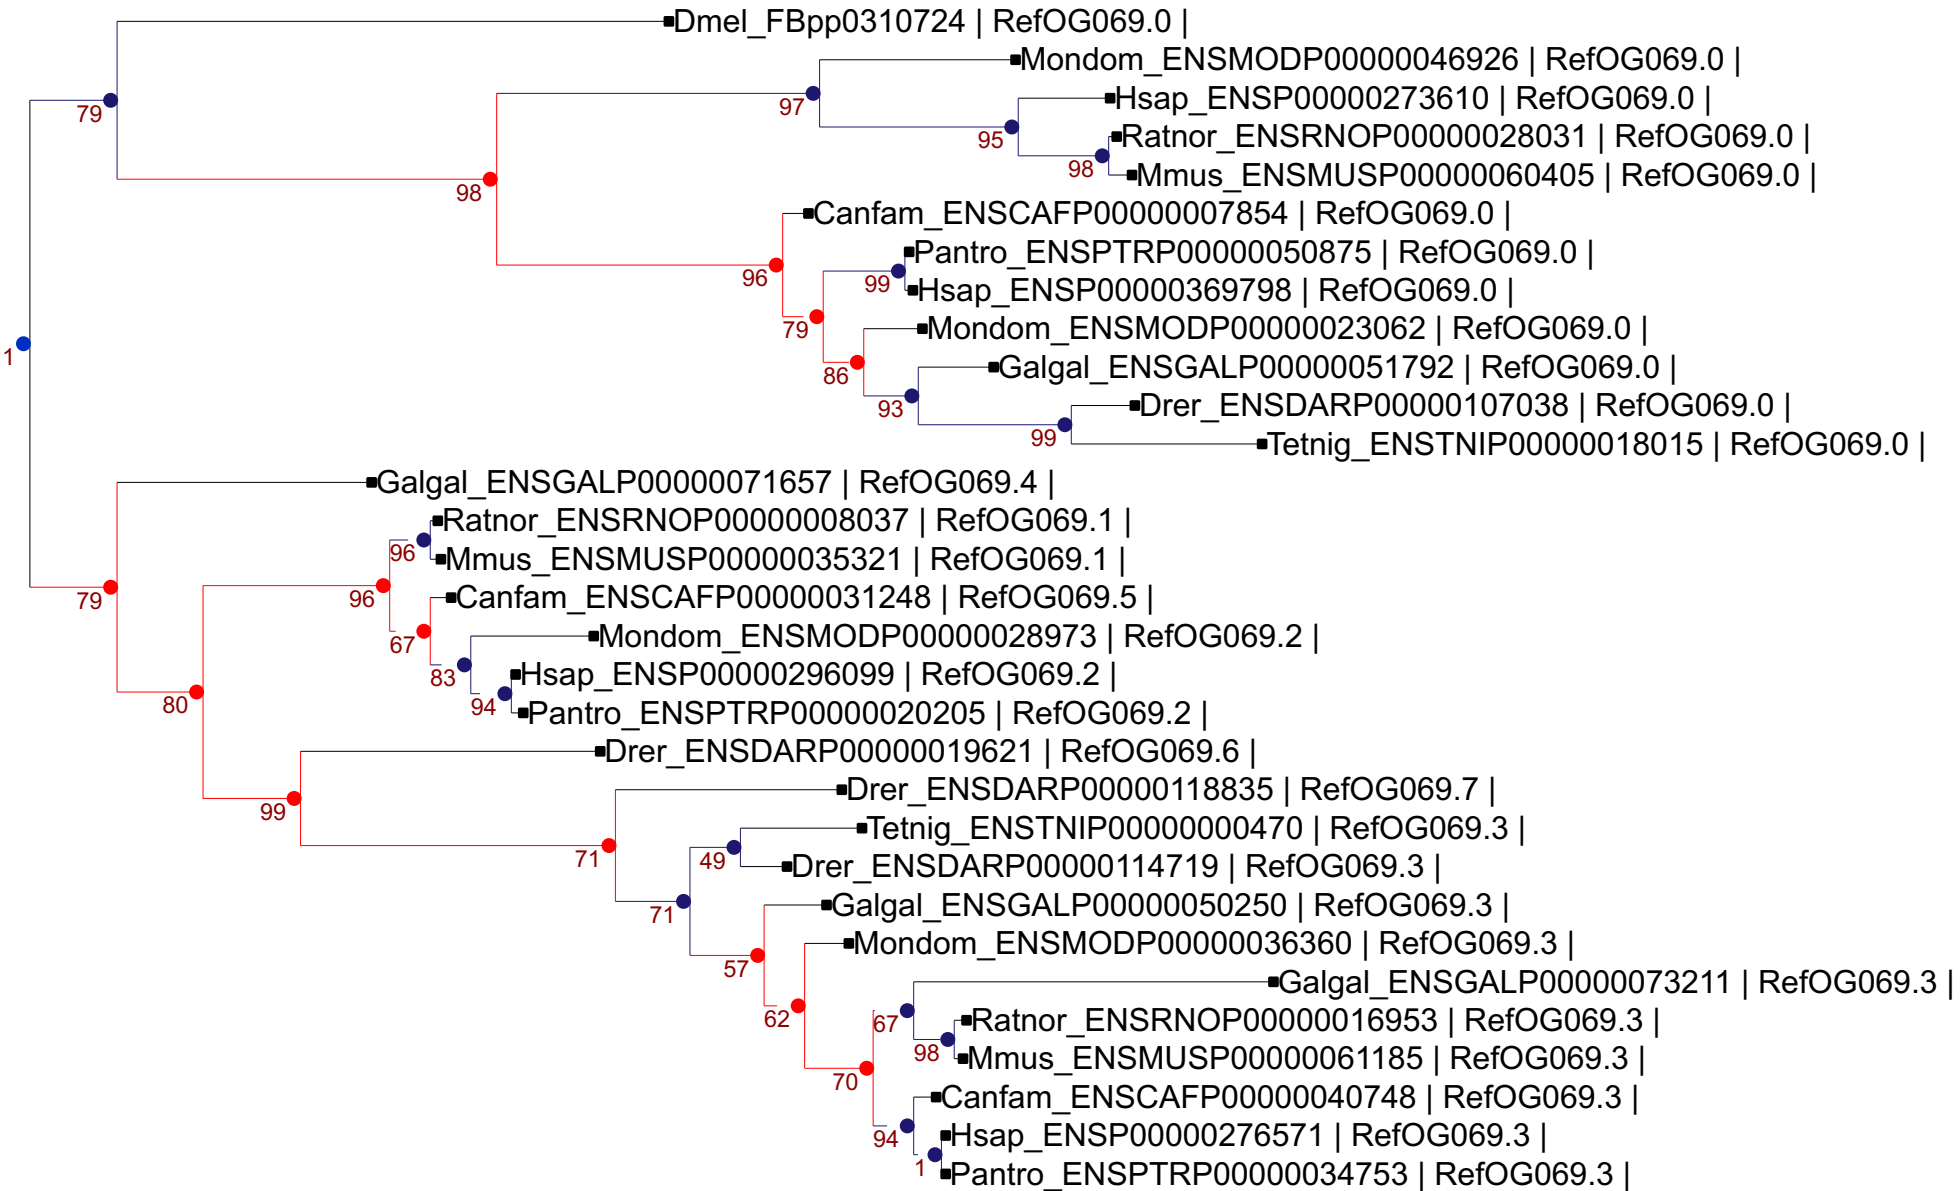 Dmel_FBpp0310724 | RefOG069.0 |
Mondom_ENSMODP00000046926 | RefOG069.0 |
97
Hsap_ENSP00000273610 | RefOG069.0 |
79
95
Ratnor_ENSRNOP00000028031 | RefOG069.0 |
98
Mmus_ENSMUSP00000060405 | RefOG069.0 |
98
Canfam_ENSCAFP00000007854 | RefOG069.0 |
Pantro_ENSPTRP00000050875 | RefOG069.0 |
96
99
Hsap_ENSP00000369798 | RefOG069.0 |
79
Mondom_ENSMODP00000023062 | RefOG069.0 |
1
Galgal_ENSGALP00000051792 | RefOG069.0 |
86
93
Drer_ENSDARP00000107038 | RefOG069.0 |
99
Tetnig_ENSTNIP00000018015 | RefOG069.0 |
Galgal_ENSGALP00000071657 | RefOG069.4 |
Ratnor_ENSRNOP00000008037 | RefOG069.1 |
96
Mmus_ENSMUSP00000035321 | RefOG069.1 |
79
96
Canfam_ENSCAFP00000031248 | RefOG069.5 |
67
Mondom_ENSMODP00000028973 | RefOG069.2 |
83
Hsap_ENSP00000296099 | RefOG069.2 |
80
94
Pantro_ENSPTRP00000020205 | RefOG069.2 |
Drer_ENSDARP00000019621 | RefOG069.6 |
99
Drer_ENSDARP00000118835 | RefOG069.7 |
Tetnig_ENSTNIP00000000470 | RefOG069.3 |
71
49
Drer_ENSDARP00000114719 | RefOG069.3 |
71
Galgal_ENSGALP00000050250 | RefOG069.3 |
Mondom_ENSMODP00000036360 | RefOG069.3 |
57
Galgal_ENSGALP00000073211 | RefOG069.3 |
62
67
Ratnor_ENSRNOP00000016953 | RefOG069.3 |
98
Mmus_ENSMUSP00000061185 | RefOG069.3 |
70
Canfam_ENSCAFP00000040748 | RefOG069.3 |
94
Hsap_ENSP00000276571 | RefOG069.3 |
1
Pantro_ENSPTRP00000034753 | RefOG069.3 |